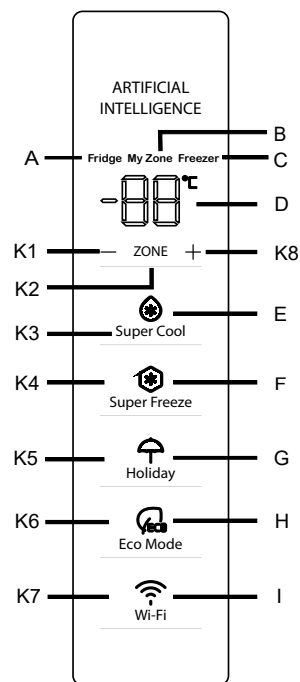 ARTIFICIAL
INTELLIGENCE
B
A Fridge My Zone Freezer C
-88°C D
K1 — ZONE + K8
K2
E
K3 Super Cool
K4 F
Super Freeze
K5 G
Holiday
K6 eco H
Eco Mode
K7 I
Wi-Fi